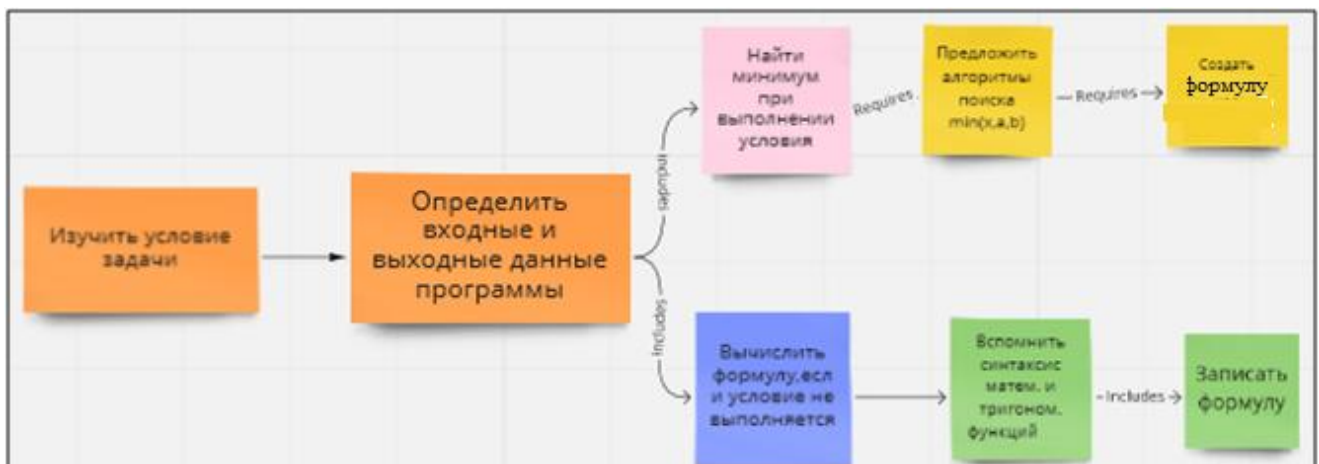 Изучить условие
задачи
Определить
входные и
выходные данные
программы
includes
Найти
минимум
при
выполнении
условия
Requires
Предложить
алгоритмы
поиска
min(x,a,b)
Requires
Создать
формулу
includes
Вычислить
формулу,есл
и условие не
выполняется
Вспомнить
синтаксис
матем. и
тригоном.
функций
Includes
Записать
формулу